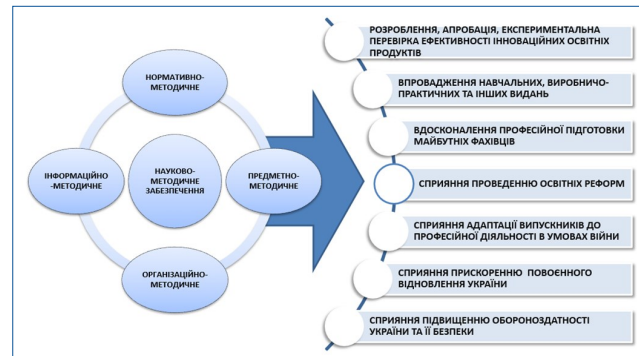 НОРМАТИВНО-
МЕТОДИЧНЕ
ІНФОРМАЦІЙНО
-МЕТОДИЧНЕ
НАУКОВО-
МЕТОДИЧНЕ
ЗАБЕЗПЕЧЕННЯ
ПРЕДМЕТНО-
МЕТОДИЧНЕ
ОРГАНІЗАЦІЙНО-
МЕТОДИЧНЕ
РОЗРОБЛЕННЯ, АПРОБАЦІЯ, ЕКСПЕРИМЕНТАЛЬНА
ПЕРЕВІРКА ЕФЕКТИВНОСТІ ІННОВАЦІЙНИХ ОСВІТНІХ
ПРОДУКТІВ
ВПРОВАДЖЕННЯ НАВЧАЛЬНИХ, ВИРОБНИЧО-
ПРАКТИЧНИХ ТА ІНШИХ ВИДАНЬ
ВДОСКОНАЛЕННЯ ПРОФЕСІЙНОЇ ПІДГОТОВКИ
МАЙБУТНІХ ФАХІВЦІВ
СПРИЯННЯ ПРОВЕДЕННЮ ОСВІТНІХ РЕФОРМ
СПРИЯННЯ АДАПТАЦІЇ ВИПУСКНИКІВ ДО
ПРОФЕСІЙНОЇ ДІЯЛЬНОСТІ В УМОВАХ ВІЙНИ
СПРИЯННЯ ПРИСКОРЕННЮ ПОВОЄННОГО
ВІДНОВЛЕННЯ УКРАЇНИ
СПРИЯННЯ ПІДВИЩЕННЮ ОБОРОНОЗДАТНОСТІ
УКРАЇНИ ТА ЇЇ БЕЗПЕКИ